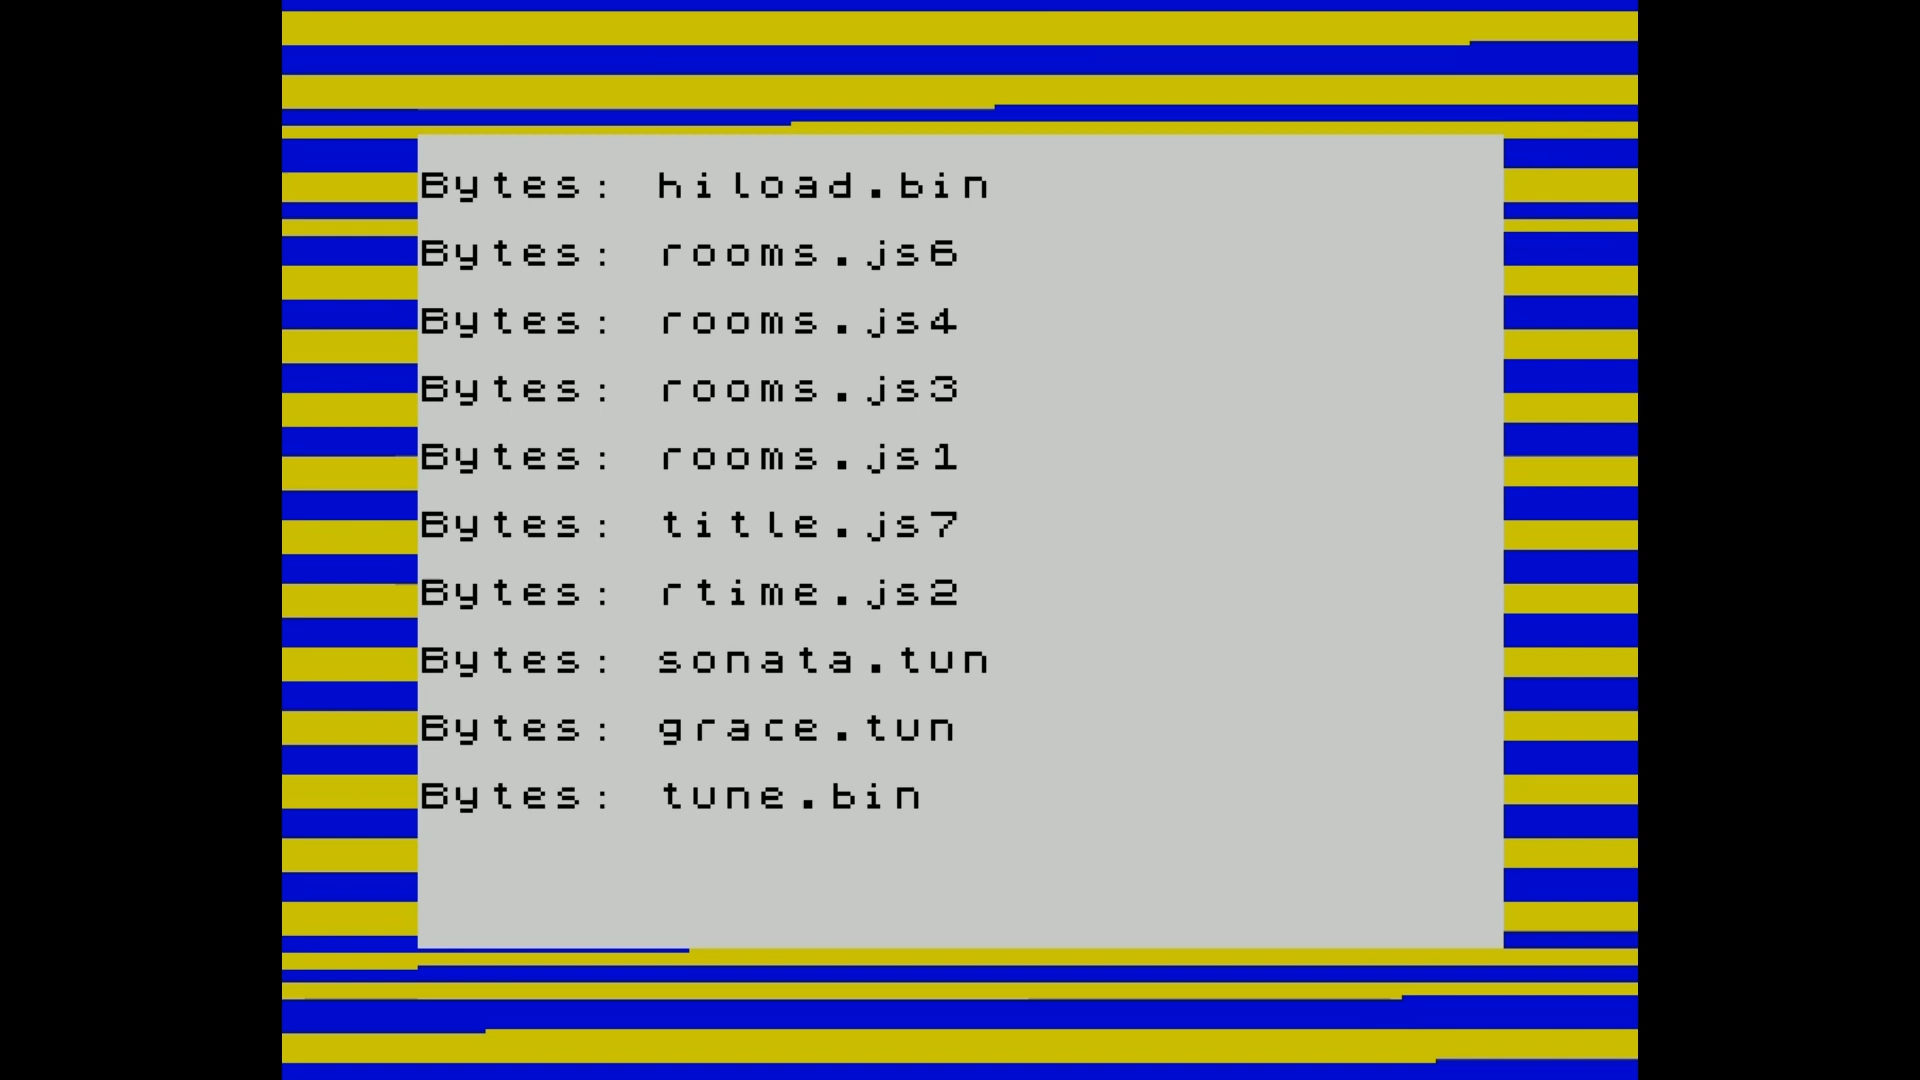 Bytes: hiload.bin
Bytes: rooms.js6
Bytes: rooms.js4
Bytes: rooms.js3
Bytes: rooms.js1
Bytes: title.js7
Bytes: rtime.js2
Bytes: sonata.tun
Bytes: grace.tun
Bytes: tune.bin